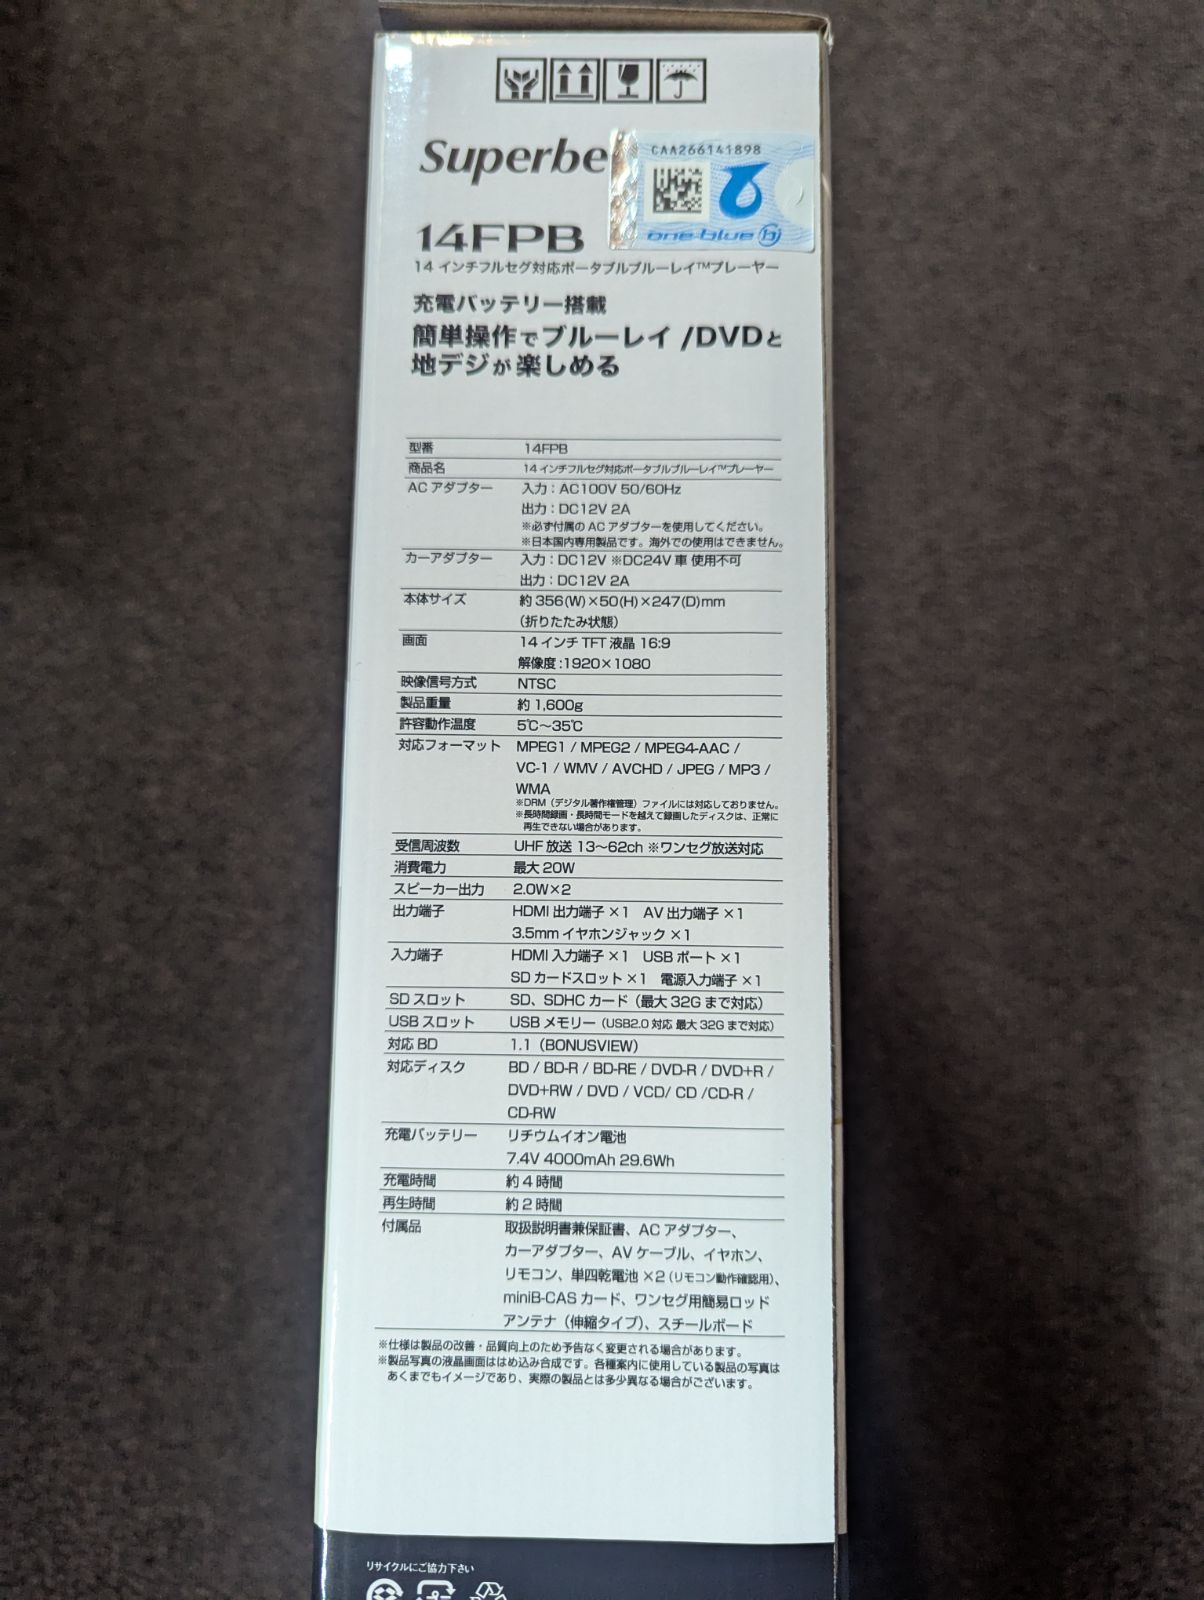 Superbe
CAA266141898
one-blue
14FPB
14 インチフルセグ対応ポータブルブルーレイ™プレーヤー
充電バッテリー搭載
簡単操作でブルーレイ /DVDと
地デジが楽しめる
型番 14FPB
商品名 14 インチフルセグ対応ポータブルブルーレイ™プレーヤー
AC アダプター 入力：AC100V 50/60Hz
出力：DC12V 2A
※必ず付属の AC アダプターを使用してください。
※日本国内専用製品です。海外での使用はできません。
カーアダプター 入力：DC12V ※DC24V 車 使用不可
出力：DC12V 2A
本体サイズ 約 356(W)×50(H)×247(D)mm
（折りたたみ状態）
画面 14 インチ TFT 液晶 16:9
解像度:1920×1080
映像信号方式 NTSC
製品重量 約 1,600g
許容動作温度 5℃〜35℃
対応フォーマット MPEG1 / MPEG2 / MPEG4-AAC /
VC-1 / WMV / AVCHD / JPEG / MP3 /
WMA
※DRM（デジタル著作権管理）ファイルには対応しておりません。
※長時間録画・長時間モードを越えて録画したディスクは、正常に
再生できない場合があります。
受信周波数 UHF 放送 13〜62ch ※ワンセグ放送対応
消費電力 最大 20W
スピーカー出力 2.0W×2
出力端子 HDMI 出力端子 ×1 AV 出力端子 ×1
3.5mm イヤホンジャック ×1
入力端子 HDMI 入力端子 ×1 USB ポート ×1
SD カードスロット ×1 電源入力端子 ×1
SD スロット SD、SDHC カード（最大 32G まで対応）
USB スロット USB メモリー（USB2.0 対応 最大 32G まで対応）
対応 BD 1.1（BONUSVIEW）
対応ディスク BD / BD-R / BD-RE / DVD-R / DVD+R /
DVD+RW / DVD / VCD/ CD /CD-R /
CD-RW
充電バッテリー リチウムイオン電池
7.4V 4000mAh 29.6Wh
充電時間 約 4 時間
再生時間 約 2 時間
付属品 取扱説明書兼保証書、AC アダプター、
カーアダプター、AV ケーブル、イヤホン、
リモコン、単四乾電池 ×2（リモコン動作確認用）、
miniB-CAS カード、ワンセグ用簡易ロッド
アンテナ（伸縮タイプ）、スチールボード
※仕様は製品の改善・品質向上のため予告なく変更される場合があります。
※製品写真の液晶画面ははめ込み合成です。各種案内に使用している製品の写真は
あくまでもイメージであり、実際の製品とは多少異なる場合がございます。
リサイクルにご協力下さい